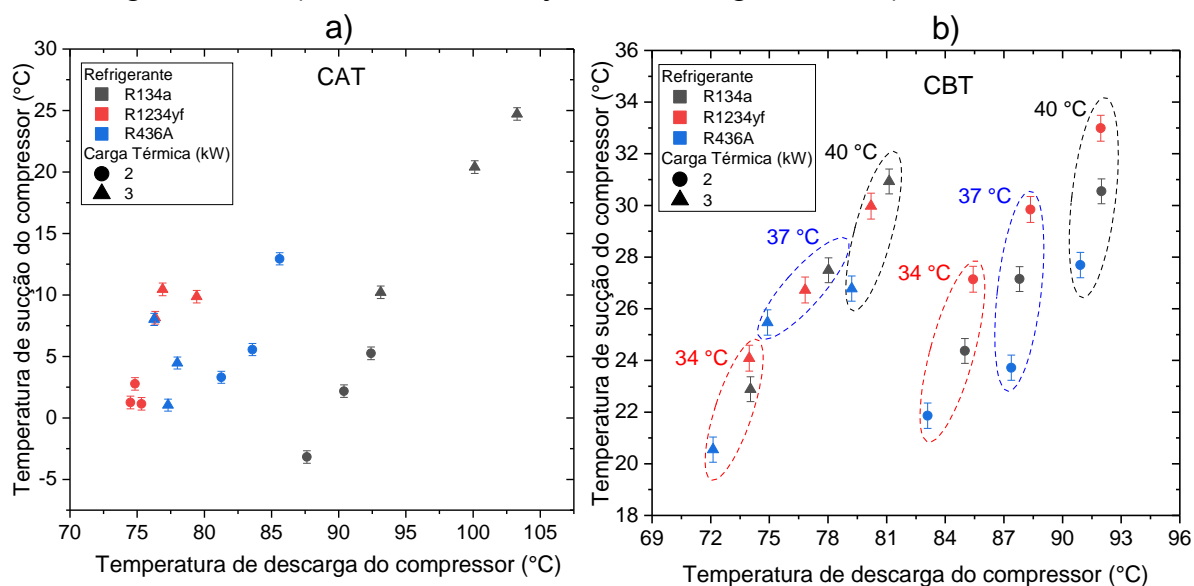 a)
b)
CAT
Refrigerante
R134a
R1234yf
R436A
Carga Térmica (kW)
2
3
30
25
20
15
10
5
0
-5
Temperatura de sucção do compressor (°C)
70 75 80 85 90 95 100 105
Temperatura de descarga do compressor (°C)
CBT
Refrigerante
R134a
R1234yf
R436A
Carga Térmica (kW)
2
3
40 °C
40 °C
37 °C
37 °C
34 °C
34 °C
36
34
32
30
28
26
24
22
20
18
Temperatura de sucção do compressor (°C)
69 72 75 78 81 84 87 90 93 96
Temperatura de descarga do compressor (°C)